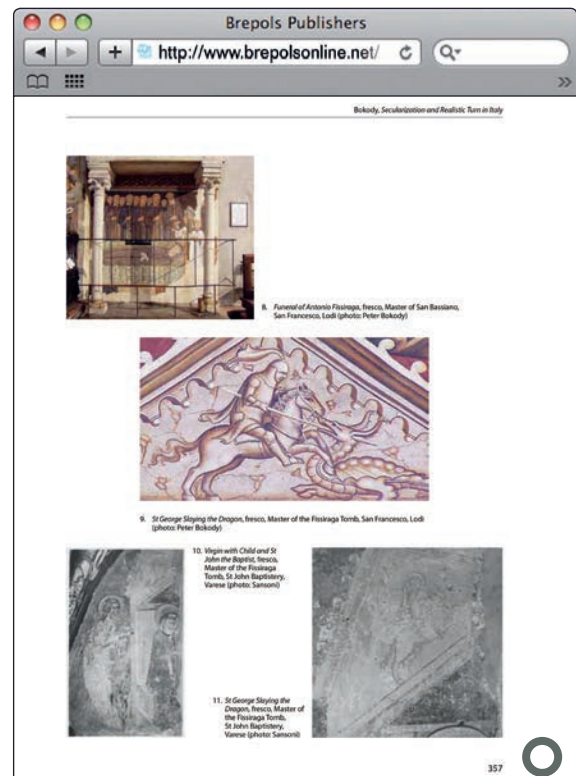 Brepols Publishers
http://www.brepolsonline.net/
Bokody, Secularization and Realistic Turn in Italy
8. Funeral of Antonio Fissiraga, fresco, Master of San Bassiano,
San Francesco, Lodi (photo: Peter Bokody)
9. St George Slaying the Dragon, fresco, Master of the Fissiraga Tomb, San Francesco, Lodi
(photo: Peter Bokody)
10. Virgin with Child and St
John the Baptist, fresco,
Master of the Fissiraga
Tomb, St John Baptistery,
Varese (photo: Sansoni)
11. St George Slaying the
Dragon, fresco, Master of
the Fissiraga Tomb,
St John Baptistery,
Varese (photo: Sansoni)
357